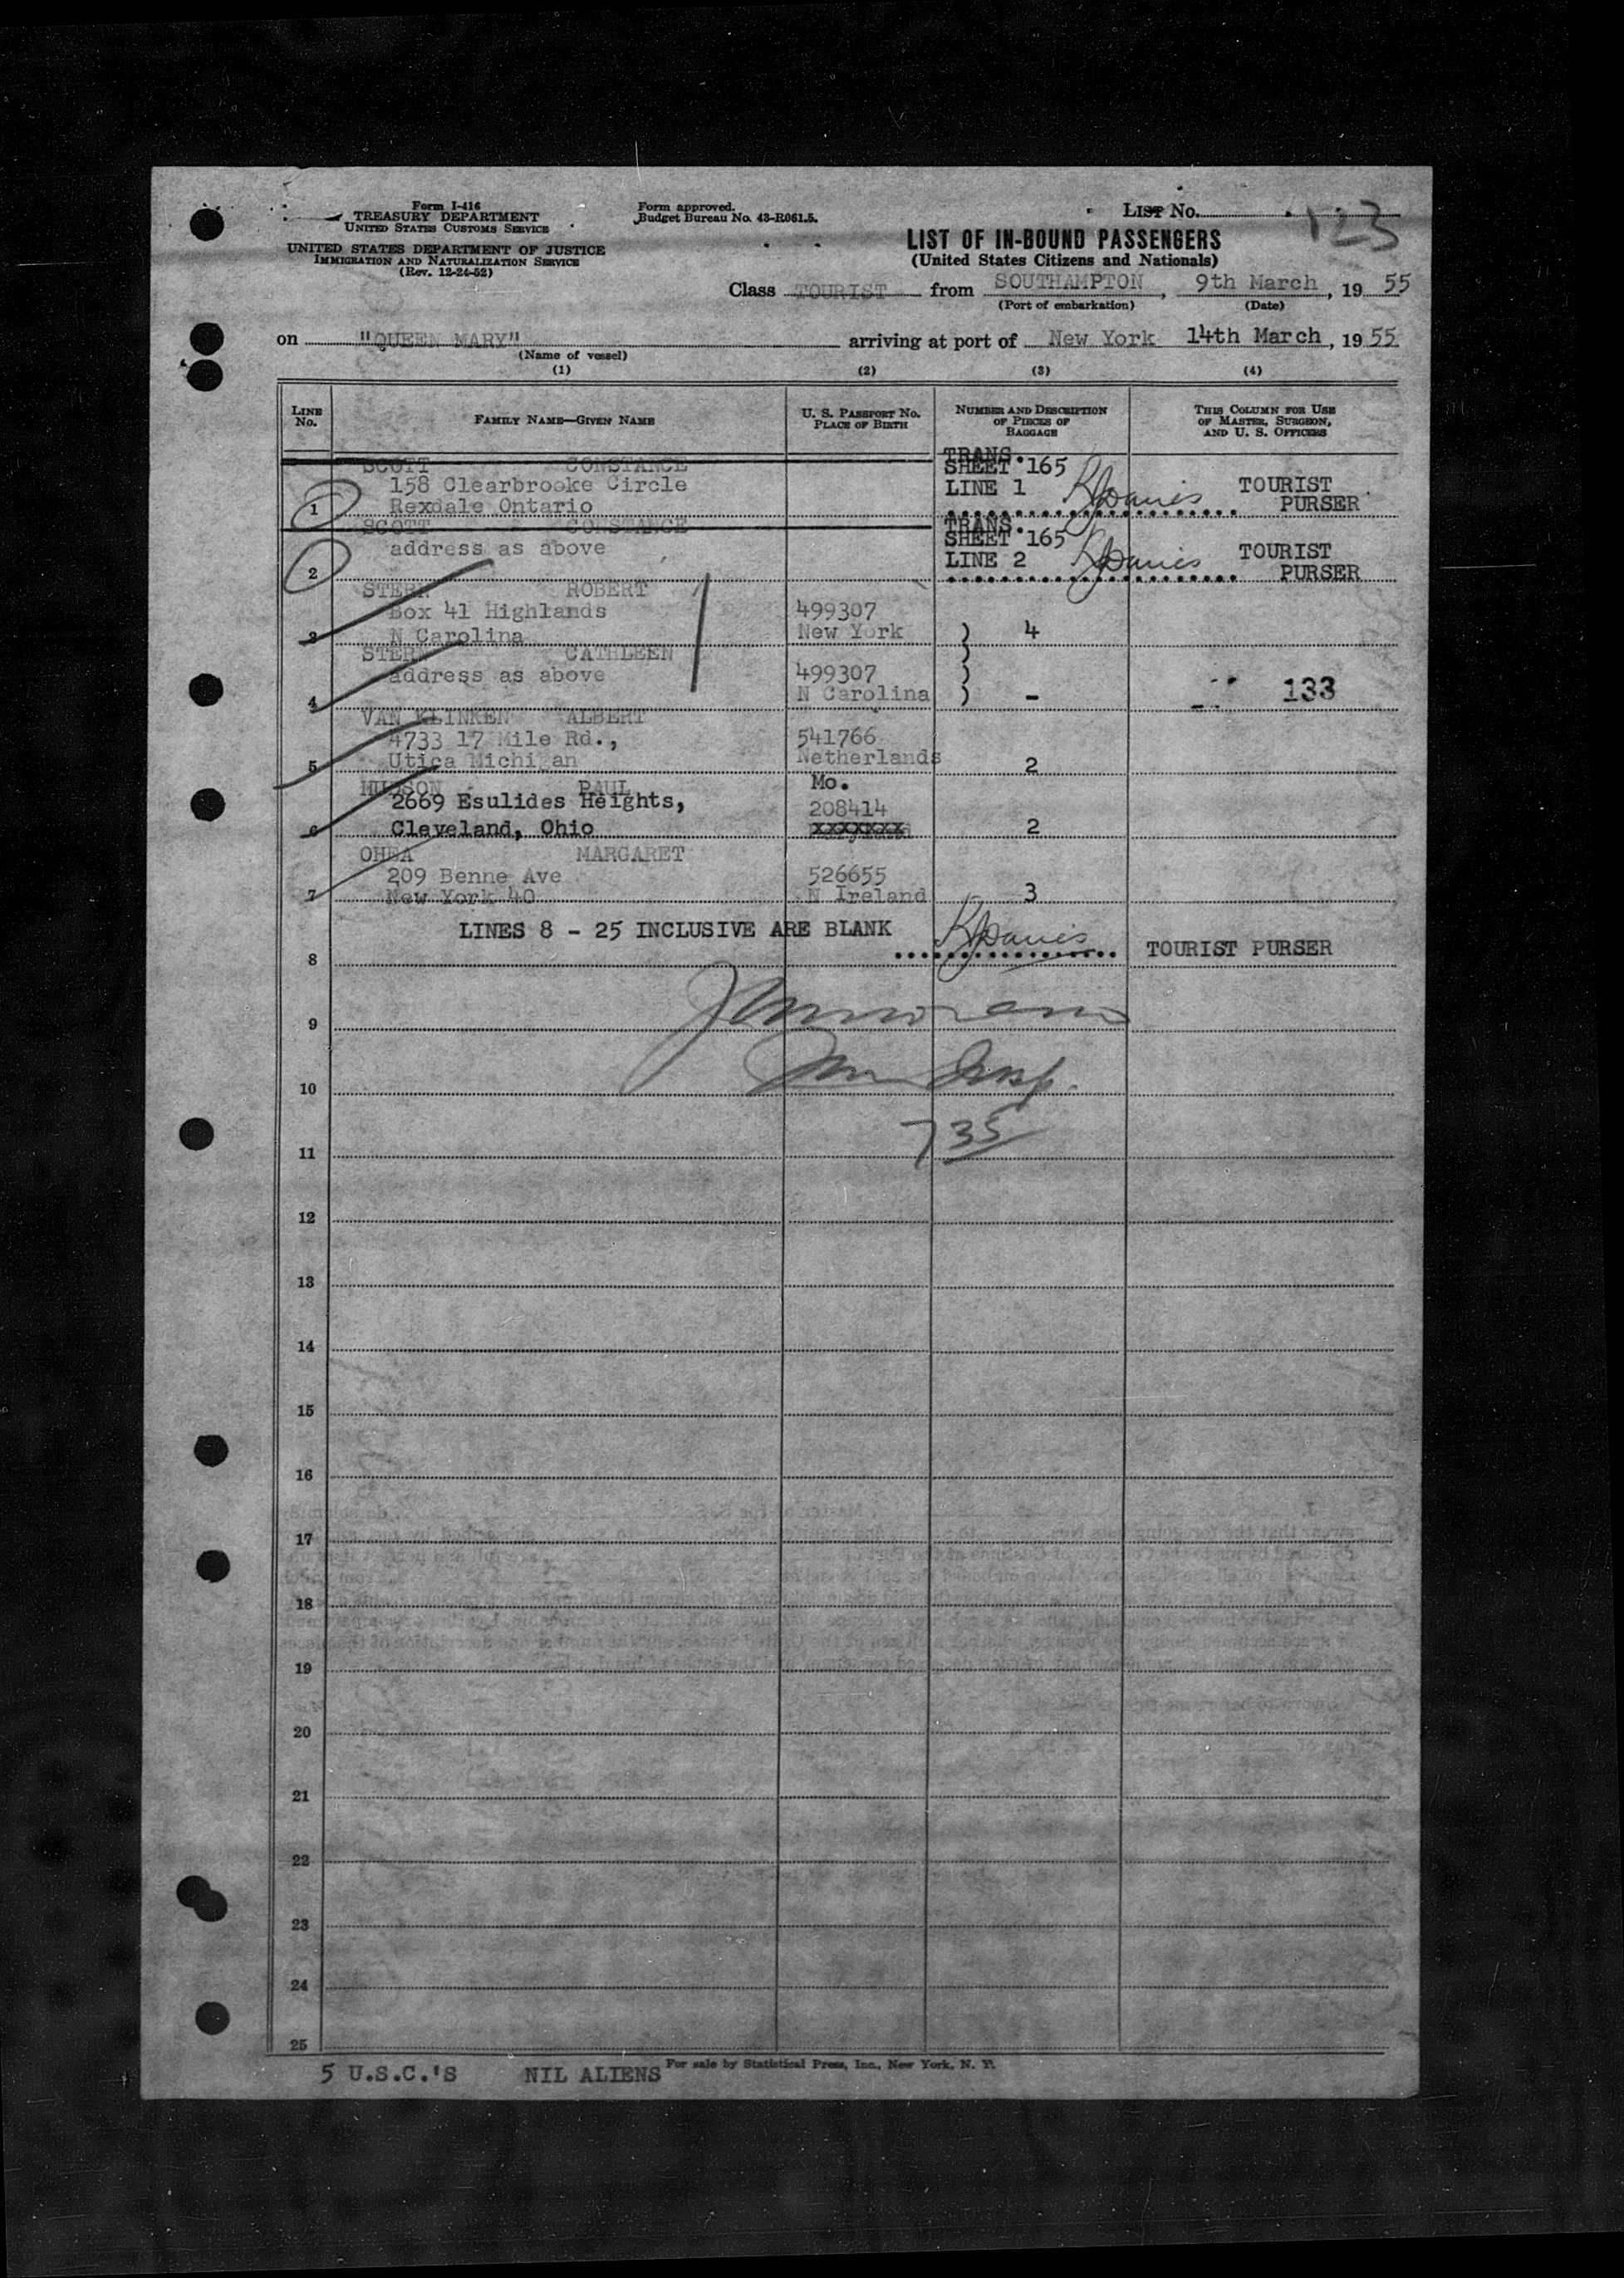 Form I-416
TREASURY DEPARTMENT
UNITED STATES CUSTOMS SERVICE
UNITED STATES DEPARTMENT OF JUSTICE
IMMIGRATION AND NATURALIZATION SERVICE
(Rev. 12-24-52)
Form approved.
Budget Bureau No. 43-R061.5.
LIST No. 123
LIST OF IN-BOUND PASSENGERS
(United States Citizens and Nationals)
Class TOURIST from SOUTHAMPTON, 9th March, 1955
(Port of embarkation) (Date)
on "QUEEN MARY" arriving at port of New York 14th March, 1955
(Name of vessel)
(1) (2) (3) (4)
LINE No. FAMILY NAME—GIVEN NAME U. S. PASSPORT No. PLACE OF BIRTH NUMBER AND DESCRIPTION OF PIECES OF BAGGAGE THIS COLUMN FOR USE OF MASTER, SURGEON, AND U. S. OFFICERS
SCOTT CONSTANCE TRANS.
SHEET 165
158 Clearbrooke Circle LINE 1 KJDavies TOURIST
1 Rexdale Ontario PURSER
SCOTT CONSTANCE TRANS.
SHEET 165
address as above LINE 2 KJDavies TOURIST
2 PURSER
STERN ROBERT
Box 41 Highlands 499307
3 N Carolina New York ) 4
STERN CATHLEEN )
address as above 499307 )
4 N Carolina ) - 133
VAN KLINKEN ALBERT
4733 17 Mile Rd., 541766
5 Utica Michigan Netherlands 2
HUDSON PAUL Mo.
2669 Esulides Heights, 208414
6 Cleveland, Ohio xxxxxxx 2
OHEA MARGARET
209 Benne Ave 526655
7 New York 40 N Ireland 3
LINES 8 - 25 INCLUSIVE ARE BLANK KJDavies TOURIST PURSER
8
9
10 Imm Insp.
11 735
12
13
14
15
16
17
18
19
20
21
22
23
24
25
5 U.S.C.'S NIL ALIENS For sale by Statistical Press, Inc., New York, N. Y.